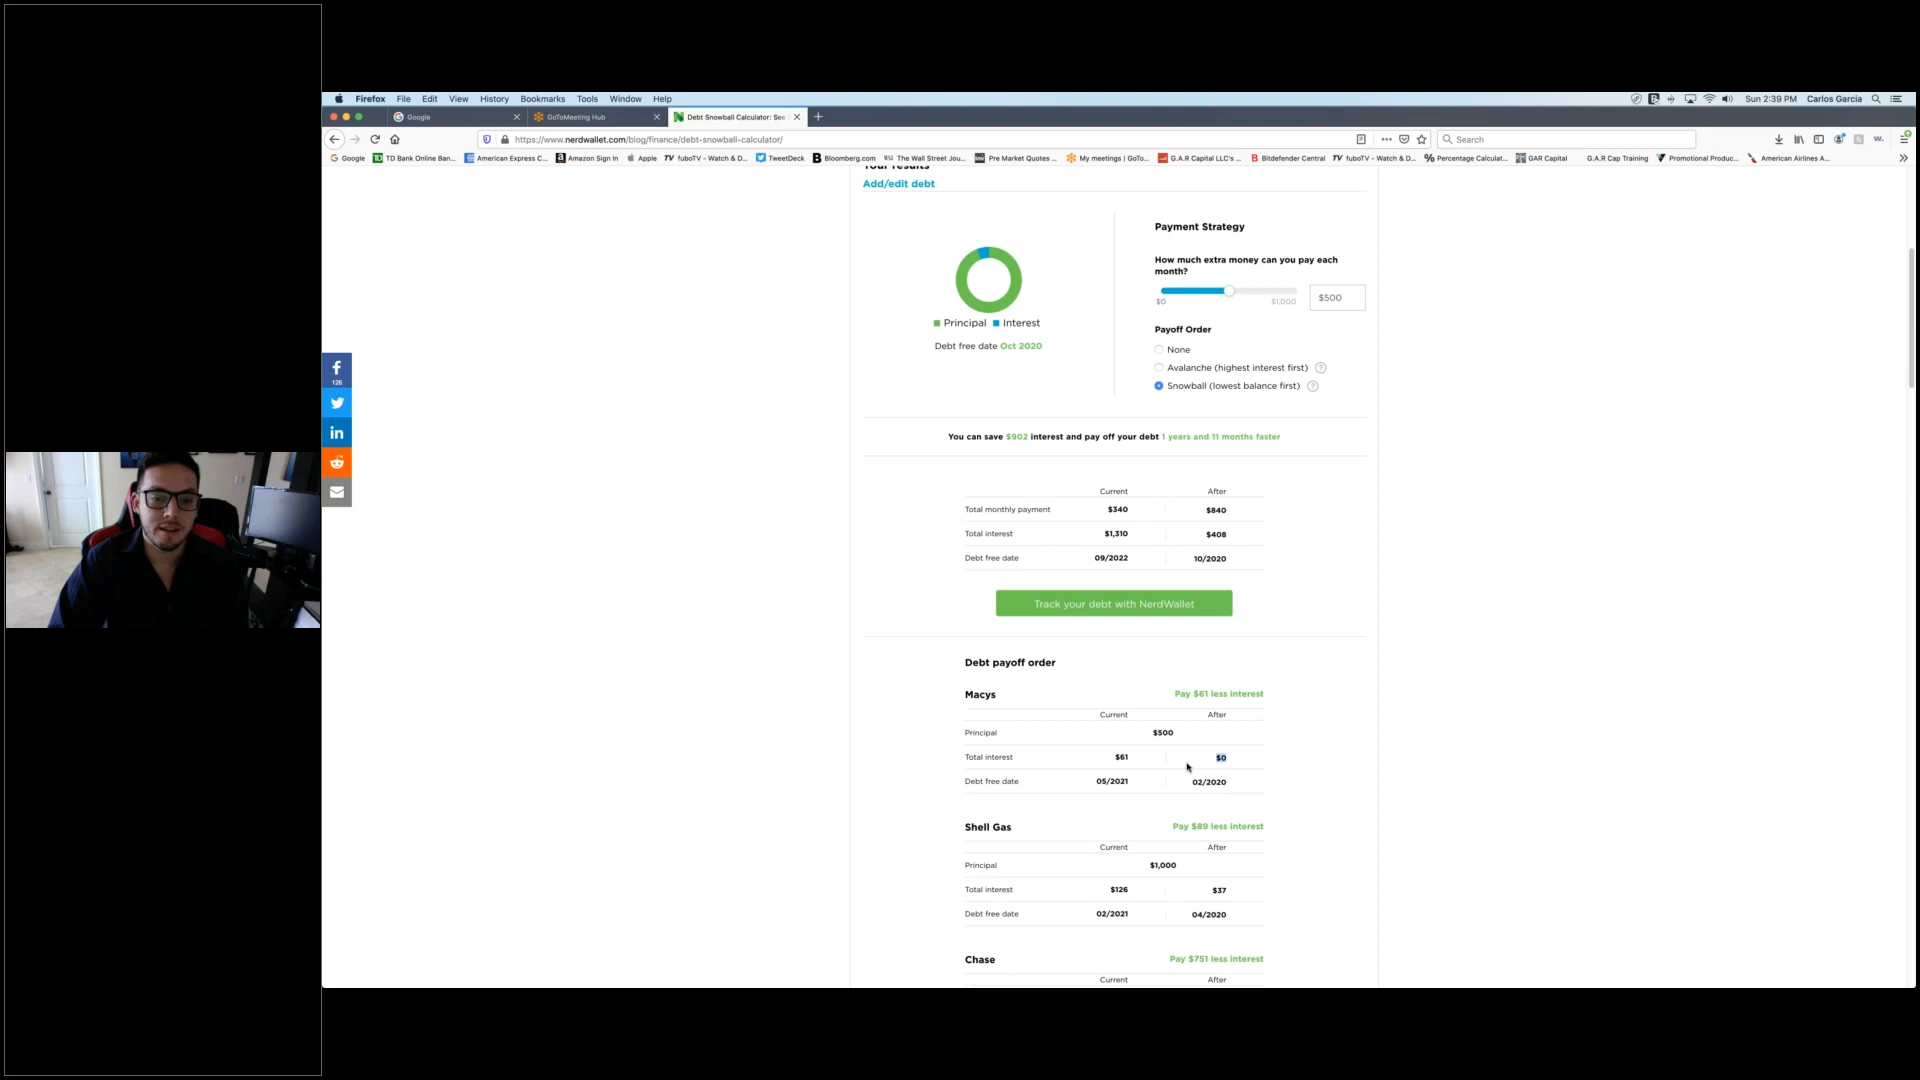 Firefox File Edit View History Bookmarks Tools Window Help Sun 2:39 PM Carlos Garcia
Google GoToMeeting Hub Debt Snowball Calculator: See
https://www.nerdwallet.com/blog/finance/debt-snowball-calculator/ Search
Google TD Bank Online Ban... American Express C... Amazon Sign In Apple fuboTV - Watch & D... TweetDeck Bloomberg.com The Wall Street Jou... Pre Market Quotes ... My meetings | GoTo... G.A.R Capital LLC's ... Bitdefender Central fuboTV - Watch & D... Percentage Calculat... GAR Capital G.A.R Cap Training Promotional Produc... American Airlines A...
Your results
Add/edit debt
Principal Interest
Debt free date Oct 2020
Payment Strategy
How much extra money can you pay each
month?
$0 $1,000 $500
Payoff Order
None
Avalanche (highest interest first) ?
Snowball (lowest balance first) ?
126
You can save $902 interest and pay off your debt 1 years and 11 months faster
Current After
Total monthly payment $340 $840
Total interest $1,310 $408
Debt free date 09/2022 10/2020
Track your debt with NerdWallet
Debt payoff order
Macys Pay $61 less interest
Current After
Principal $500
Total interest $61 $0
Debt free date 05/2021 02/2020
Shell Gas Pay $89 less interest
Current After
Principal $1,000
Total interest $126 $37
Debt free date 02/2021 04/2020
Chase Pay $751 less interest
Current After